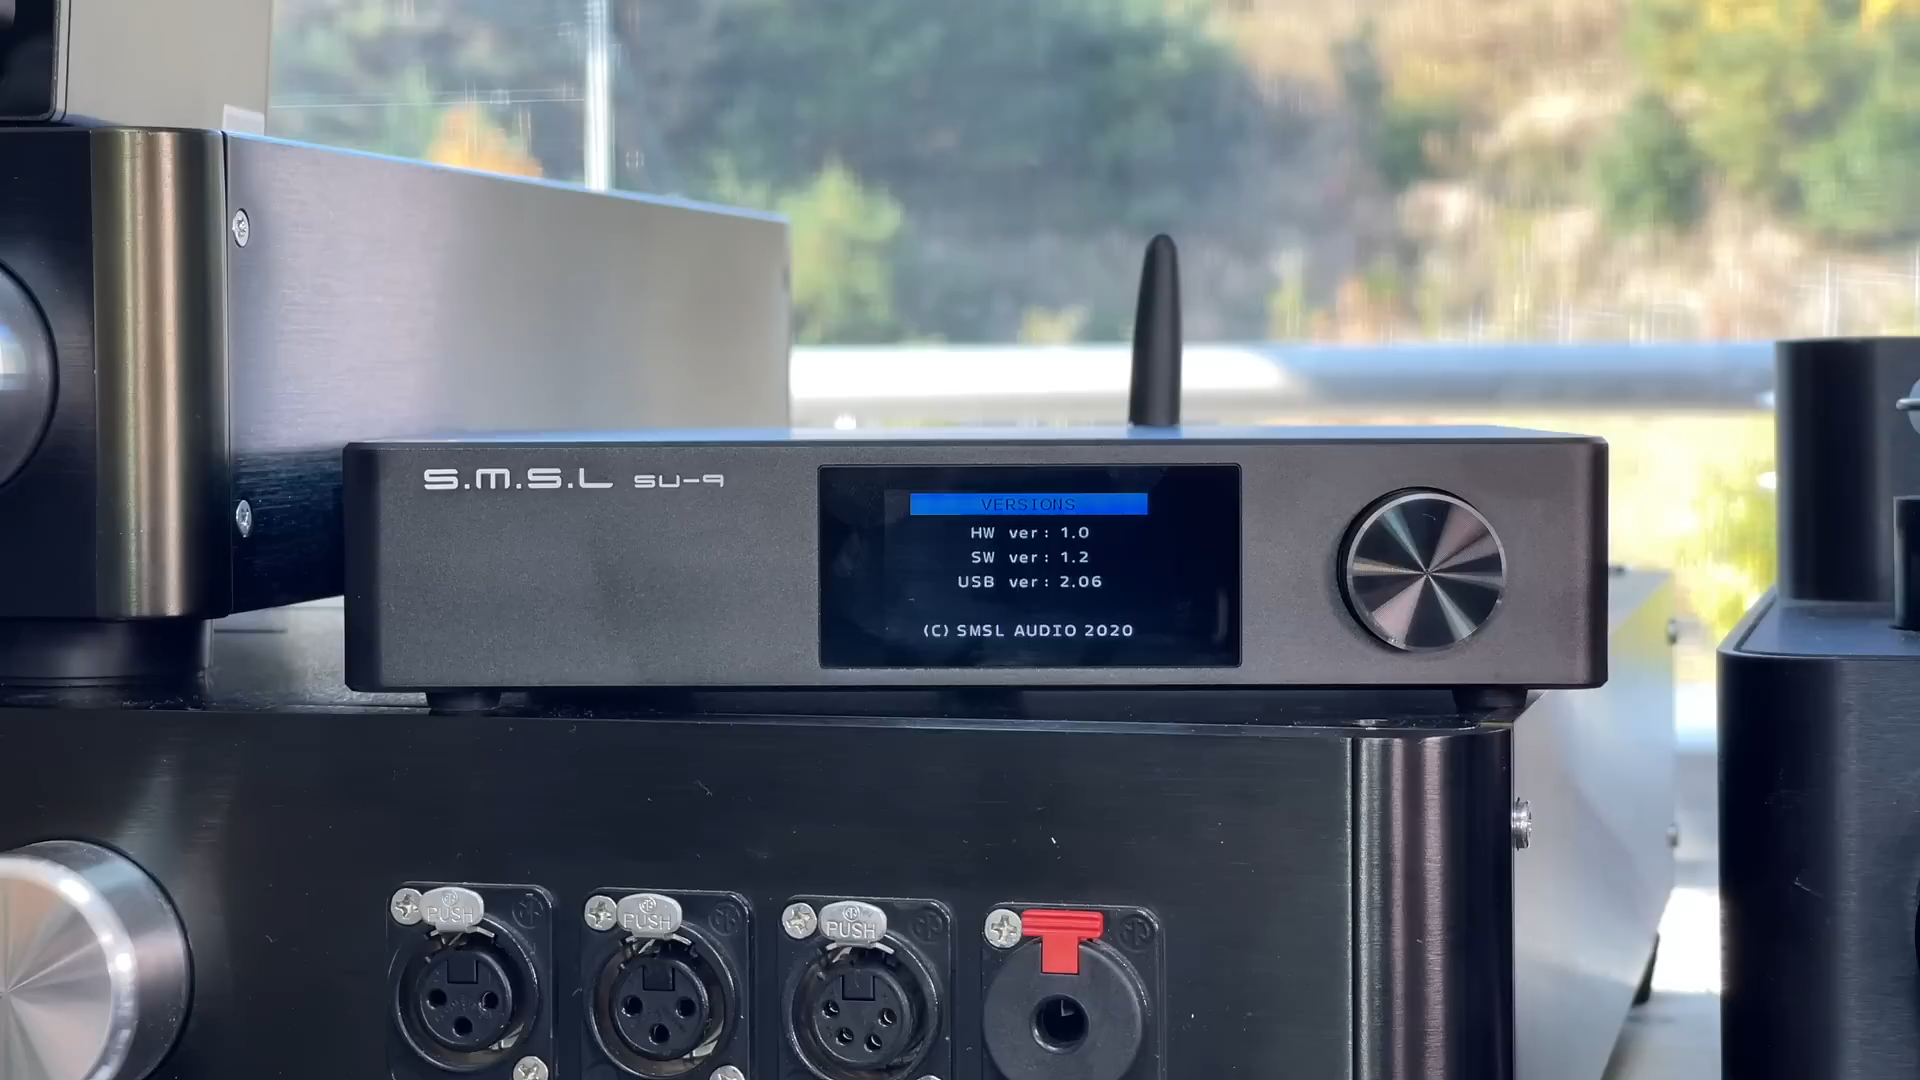 S.M.S.L SU-9
VERSIONS
HW ver: 1.0
SW ver: 1.2
USB ver: 2.06
(C) SMSL AUDIO 2020
PUSH
PUSH
PUSH